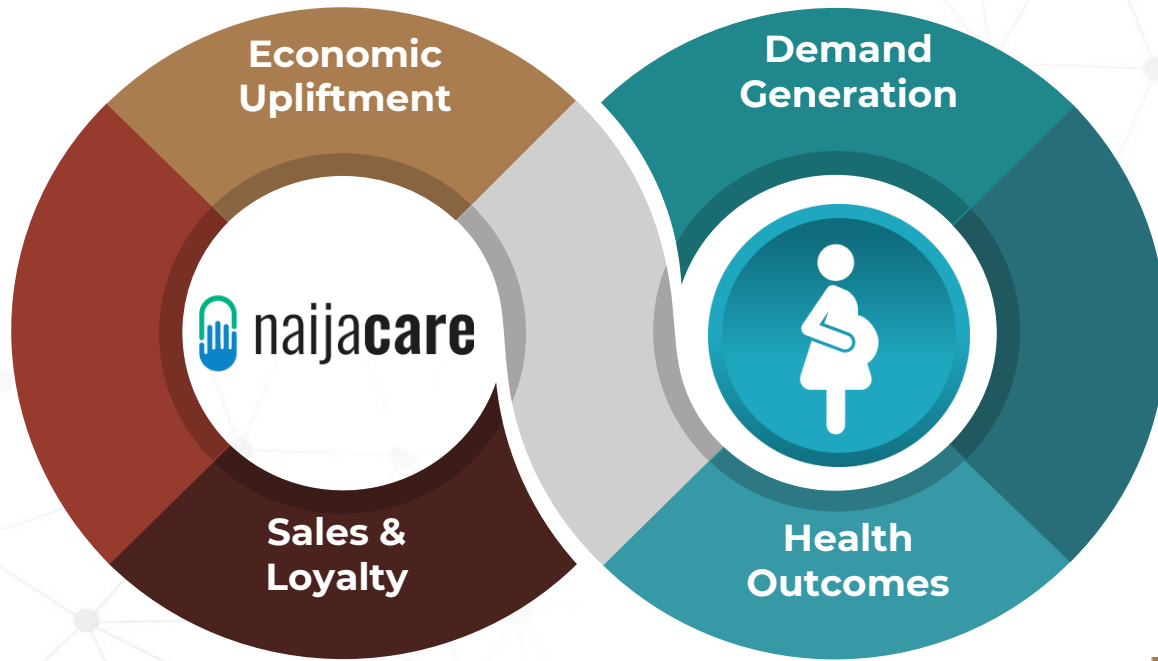 Economic
Upliftment
Demand
Generation
naijacare
Sales &
Loyalty
Health
Outcomes